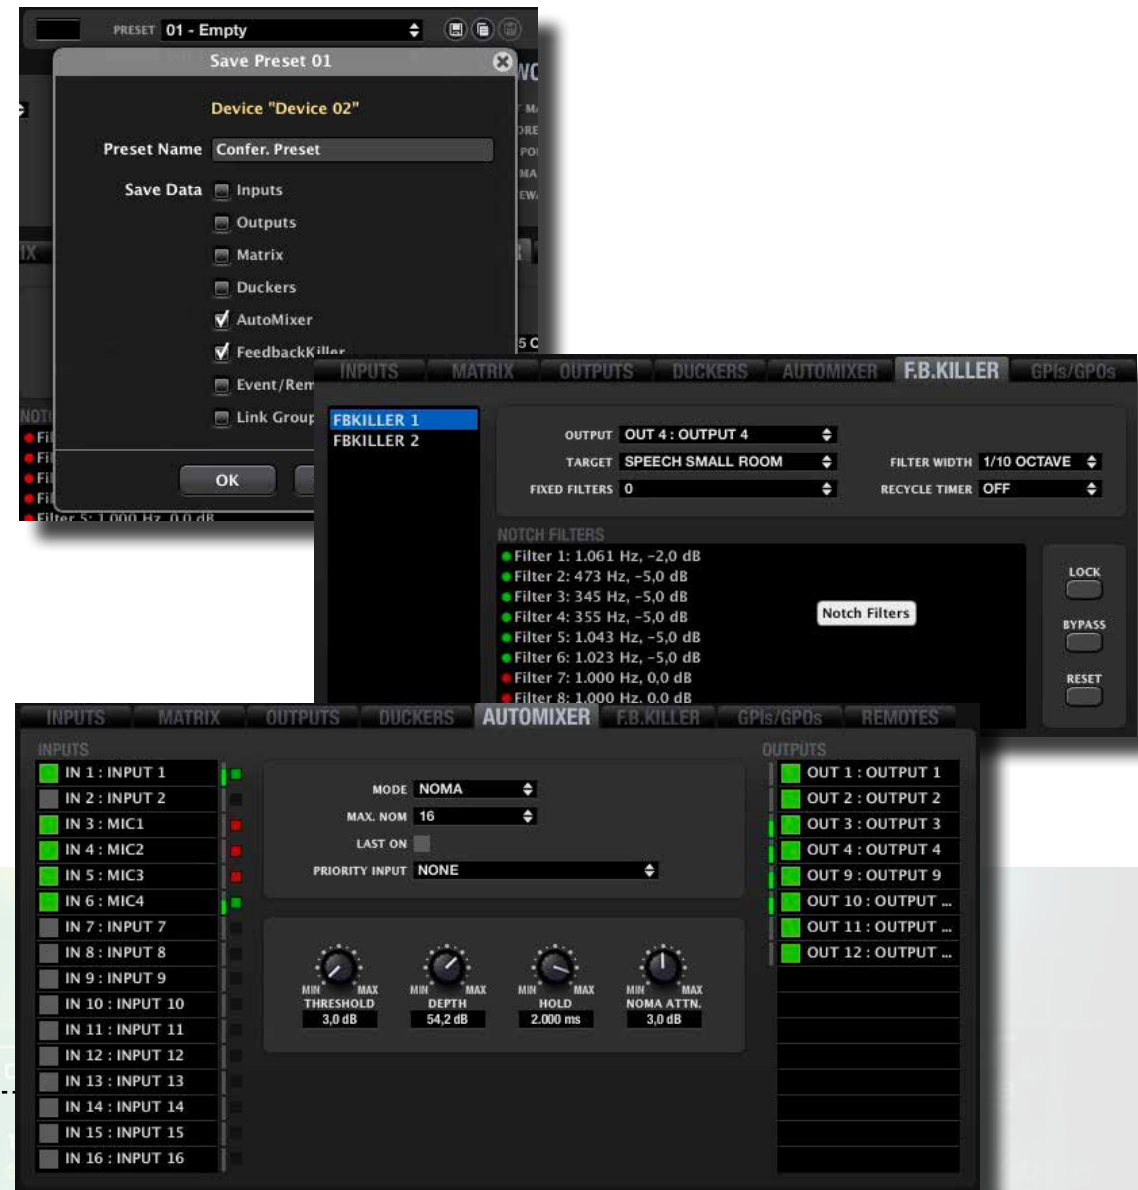 PRESET 01 - Empty
Save Preset 01
Device "Device 02"
Preset Name Confer. Preset
Save Data Inputs
Outputs
Matrix
Duckers
AutoMixer
FeedbackKiller
Event/Rem
Link Group
OK
Filter 5: 1.000 Hz, 0,0 dB
INPUTS MATRIX OUTPUTS DUCKERS AUTOMIXER F.B.KILLER GPIs/GPOs
FBKILLER 1
FBKILLER 2
OUTPUT OUT 4 : OUTPUT 4
TARGET SPEECH SMALL ROOM
FILTER WIDTH 1/10 OCTAVE
FIXED FILTERS 0
RECYCLE TIMER OFF
NOTCH FILTERS
Filter 1: 1.061 Hz, -2,0 dB
Filter 2: 473 Hz, -5,0 dB
Filter 3: 345 Hz, -5,0 dB
Filter 4: 355 Hz, -5,0 dB
Filter 5: 1.043 Hz, -5,0 dB
Filter 6: 1.023 Hz, -5,0 dB
Filter 7: 1.000 Hz, 0,0 dB
Filter 8: 1.000 Hz, 0,0 dB
Notch Filters
LOCK
BYPASS
RESET
INPUTS MATRIX OUTPUTS DUCKERS AUTOMIXER F.B.KILLER GPIs/GPOs REMOTES
INPUTS
IN 1 : INPUT 1
IN 2 : INPUT 2
IN 3 : MIC1
IN 4 : MIC2
IN 5 : MIC3
IN 6 : MIC4
IN 7 : INPUT 7
IN 8 : INPUT 8
IN 9 : INPUT 9
IN 10 : INPUT 10
IN 11 : INPUT 11
IN 12 : INPUT 12
IN 13 : INPUT 13
IN 14 : INPUT 14
IN 15 : INPUT 15
IN 16 : INPUT 16
MODE NOMA
MAX. NOM 16
LAST ON
PRIORITY INPUT NONE
MIN MAX MIN MAX MIN MAX MIN MAX
THRESHOLD DEPTH HOLD NOMA ATTN.
3,0 dB 54,2 dB 2.000 ms 3,0 dB
OUTPUTS
OUT 1 : OUTPUT 1
OUT 2 : OUTPUT 2
OUT 3 : OUTPUT 3
OUT 4 : OUTPUT 4
OUT 9 : OUTPUT 9
OUT 10 : OUTPUT ...
OUT 11 : OUTPUT ...
OUT 12 : OUTPUT ...